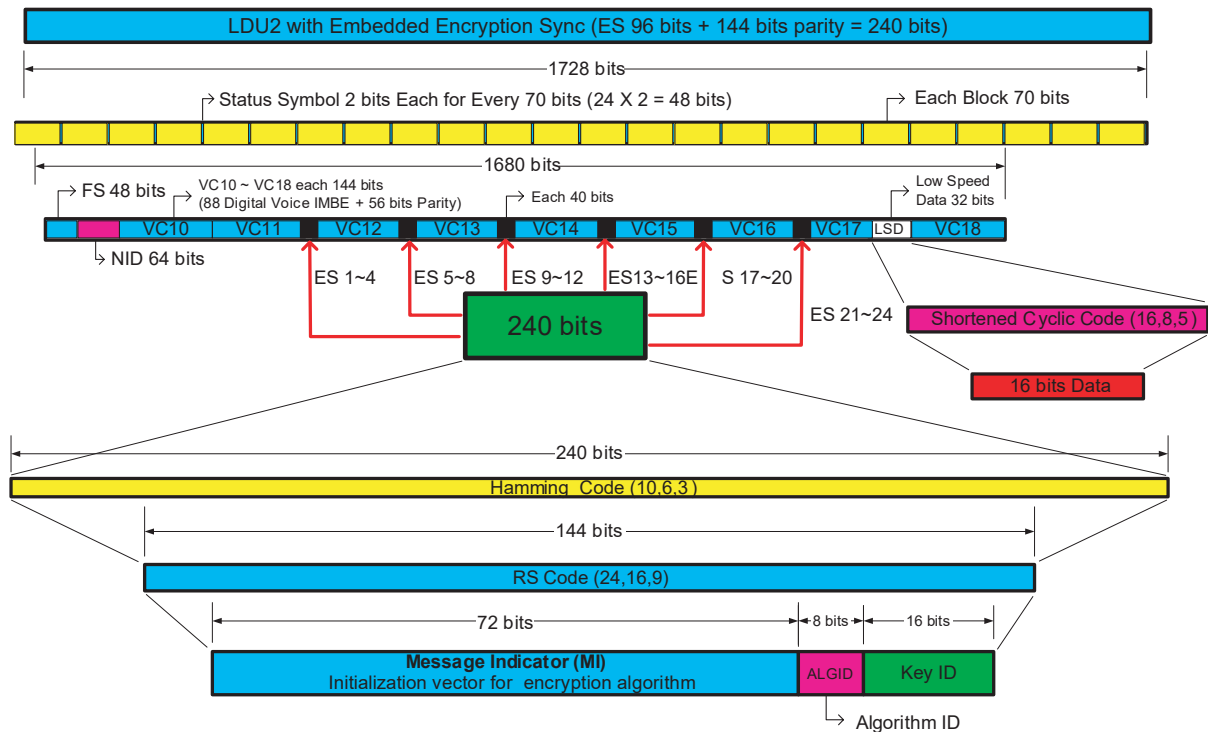 LDU2 with Embedded Encryption Sync (ES 96 bits + 144 bits parity = 240 bits)
1728 bits
Status Symbol 2 bits Each for Every 70 bits (24 X 2 = 48 bits)
Each Block 70 bits
1680 bits
FS 48 bits
VC10 ~ VC18 each 144 bits
(88 Digital Voice IMBE + 56 bits Parity)
Each 40 bits
Low Speed
Data 32 bits
VC10
VC11
VC12
VC13
VC14
VC15
VC16
VC17
LSD
VC18
NID 64 bits
ES 1~4
ES 5~8
ES 9~12
ES13~16E
S 17~20
ES 21~24
240 bits
Shortened Cyclic Code (16,8,5)
16 bits Data
240 bits
Hamming Code (10,6,3)
144 bits
RS Code (24,16,9)
72 bits
8 bits
16 bits
Message Indicator (MI)
Initialization vector for encryption algorithm
ALGID
Key ID
Algorithm ID